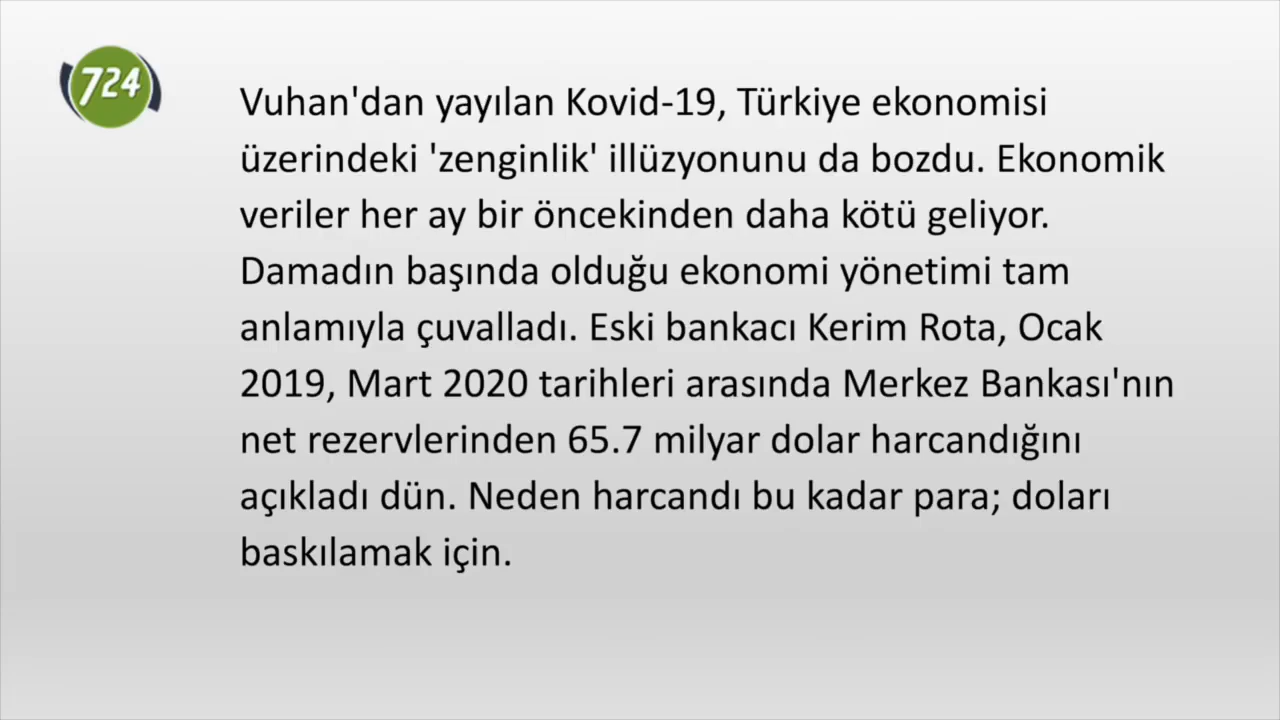 724
Vuhan'dan yayılan Kovid-19, Türkiye ekonomisi
üzerindeki 'zenginlik' illüzyonunu da bozdu. Ekonomik
veriler her ay bir öncekinden daha kötü geliyor.
Damadın başında olduğu ekonomi yönetimi tam
anlamıyla çuvalladı. Eski bankacı Kerim Rota, Ocak
2019, Mart 2020 tarihleri arasında Merkez Bankası'nın
net rezervlerinden 65.7 milyar dolar harcandığını
açıkladı dün. Neden harcandı bu kadar para; doları
baskılamak için.